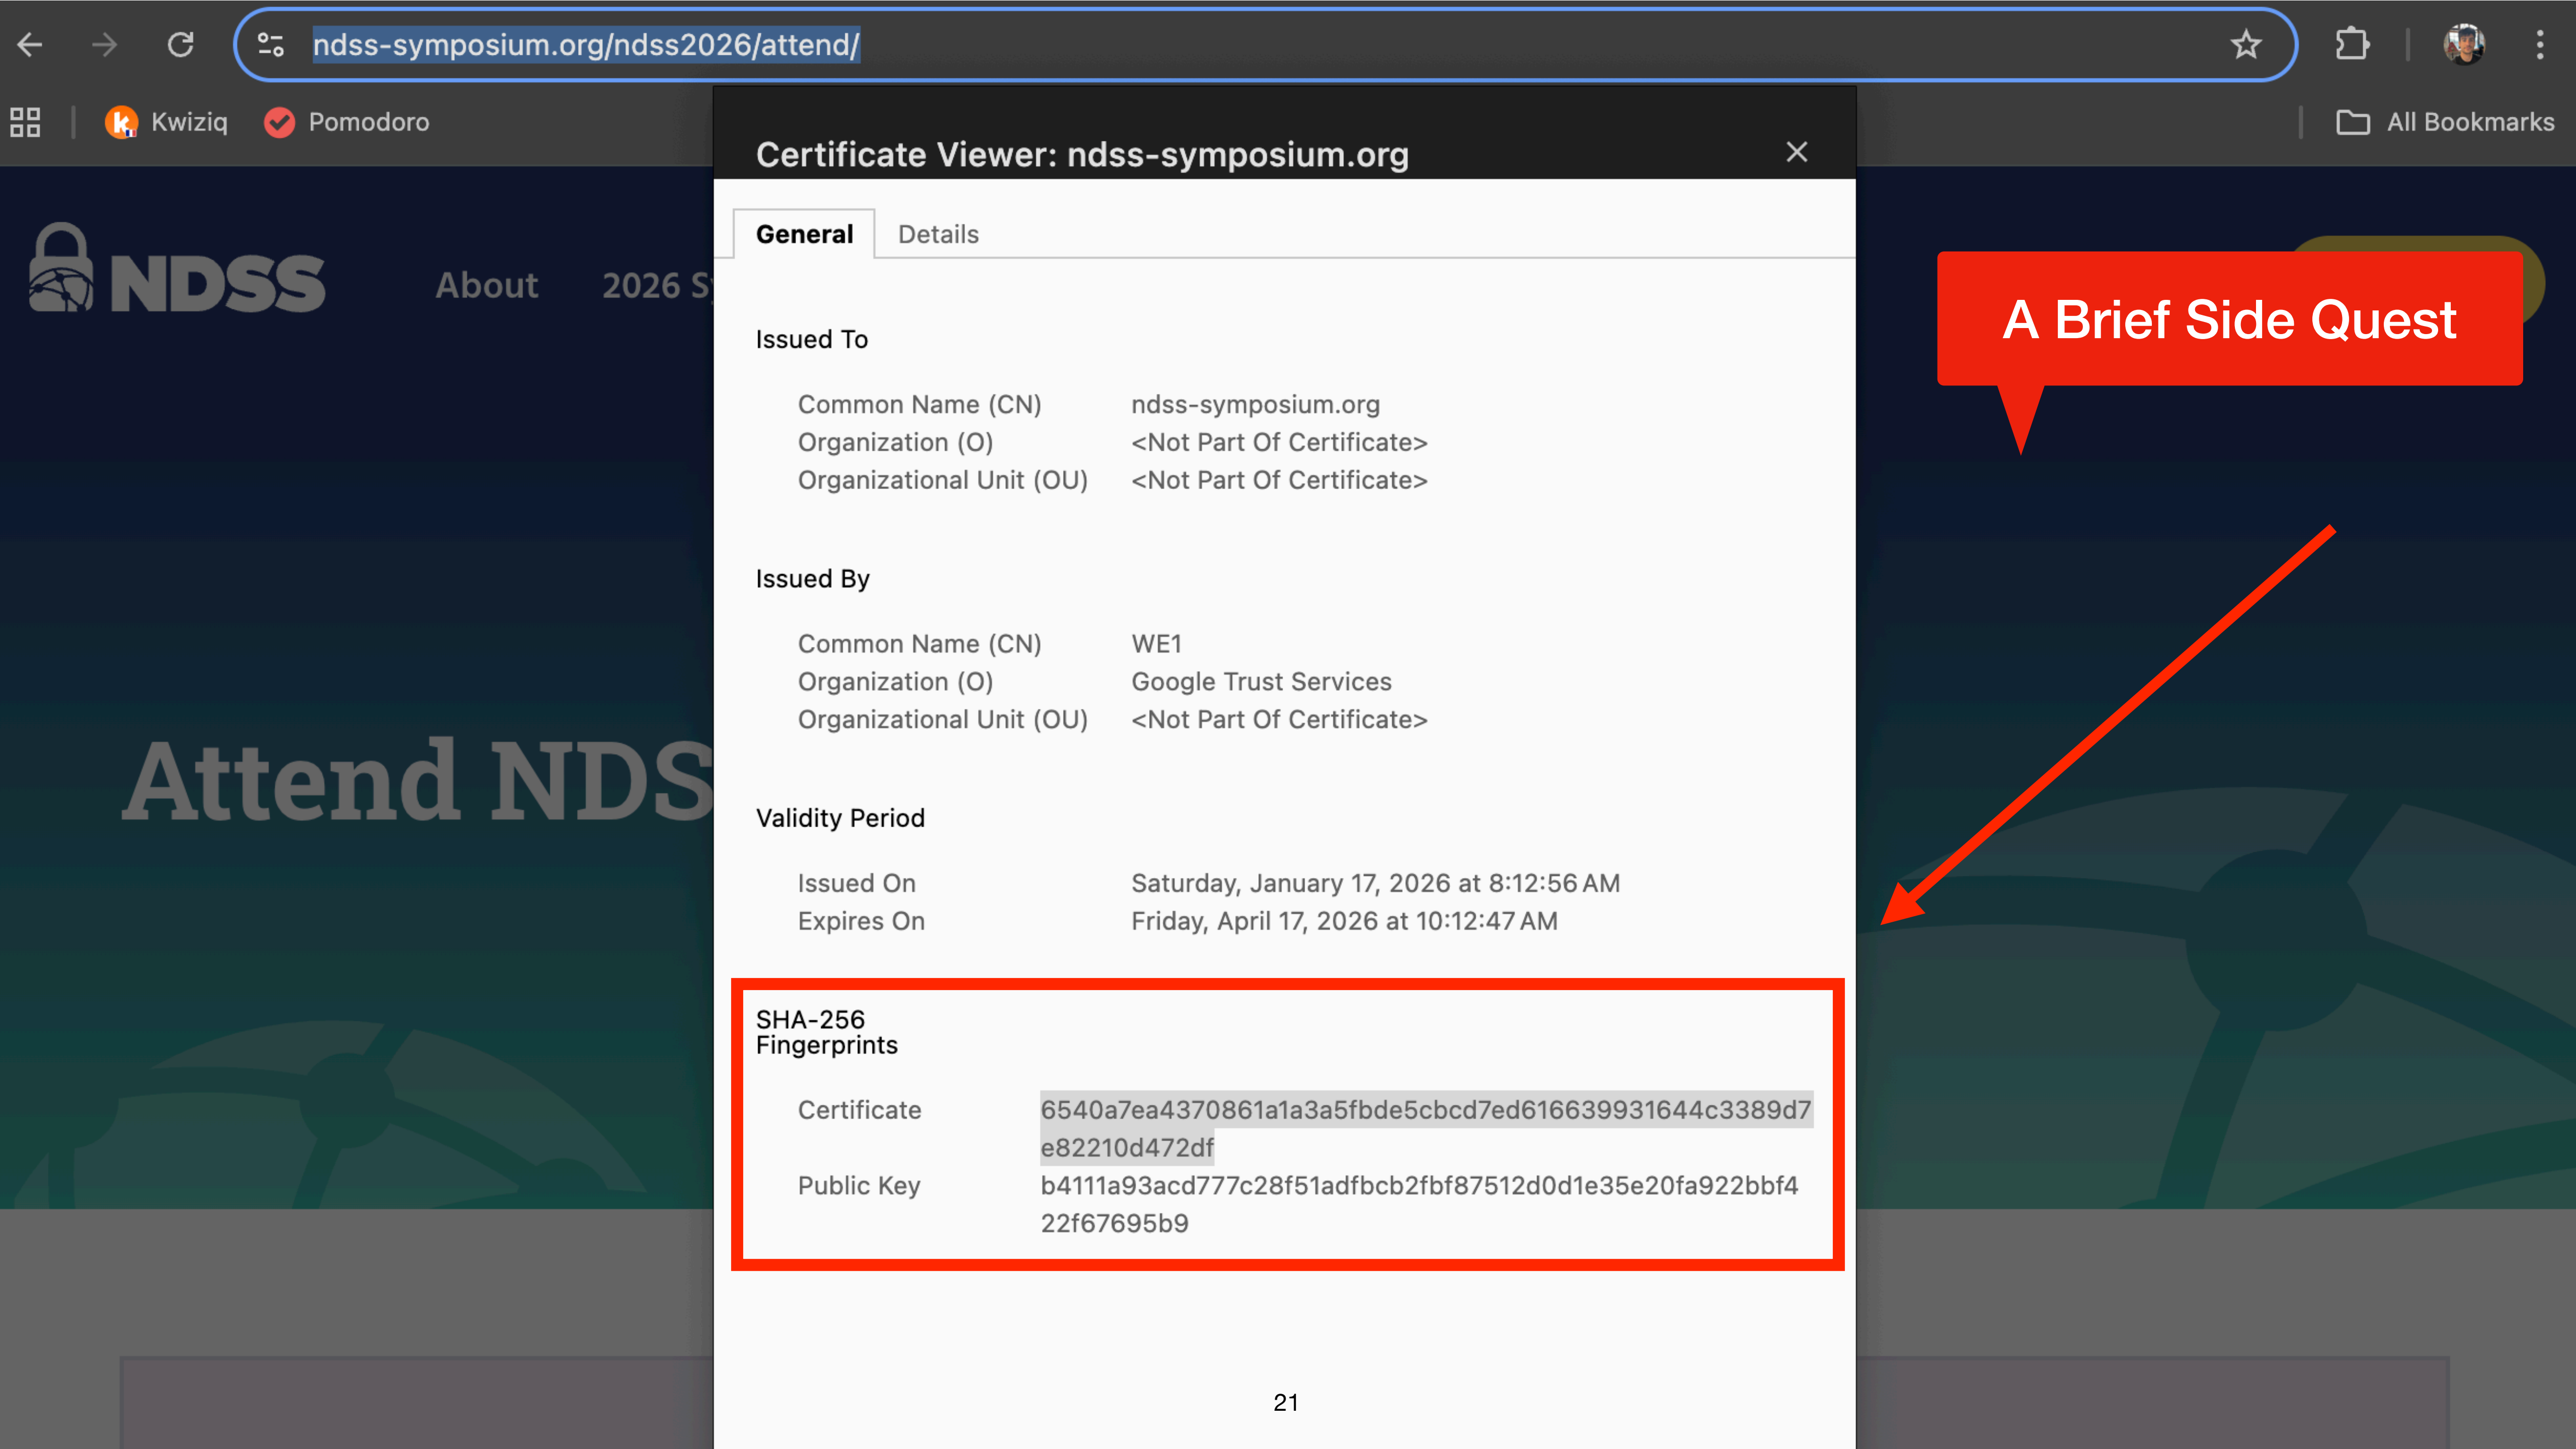 ndss-symposium.org/ndss2026/attend/
Kwiziq
Pomodoro
All Bookmarks
Certificate Viewer: ndss-symposium.org
General
Details
NDSS
About
2026 S
A Brief Side Quest
Issued To
Common Name (CN) ndss-symposium.org
Organization (O) <Not Part Of Certificate>
Organizational Unit (OU) <Not Part Of Certificate>
Issued By
Common Name (CN) WE1
Organization (O) Google Trust Services
Organizational Unit (OU) <Not Part Of Certificate>
Attend NDS
Validity Period
Issued On Saturday, January 17, 2026 at 8:12:56 AM
Expires On Friday, April 17, 2026 at 10:12:47 AM
SHA-256
Fingerprints
Certificate 6540a7ea4370861a1a3a5fbde5cbcd7ed616639931644c3389d7
e82210d472df
Public Key b4111a93acd777c28f51adfbcb2fbf87512d0d1e35e20fa922bbf4
22f67695b9
21